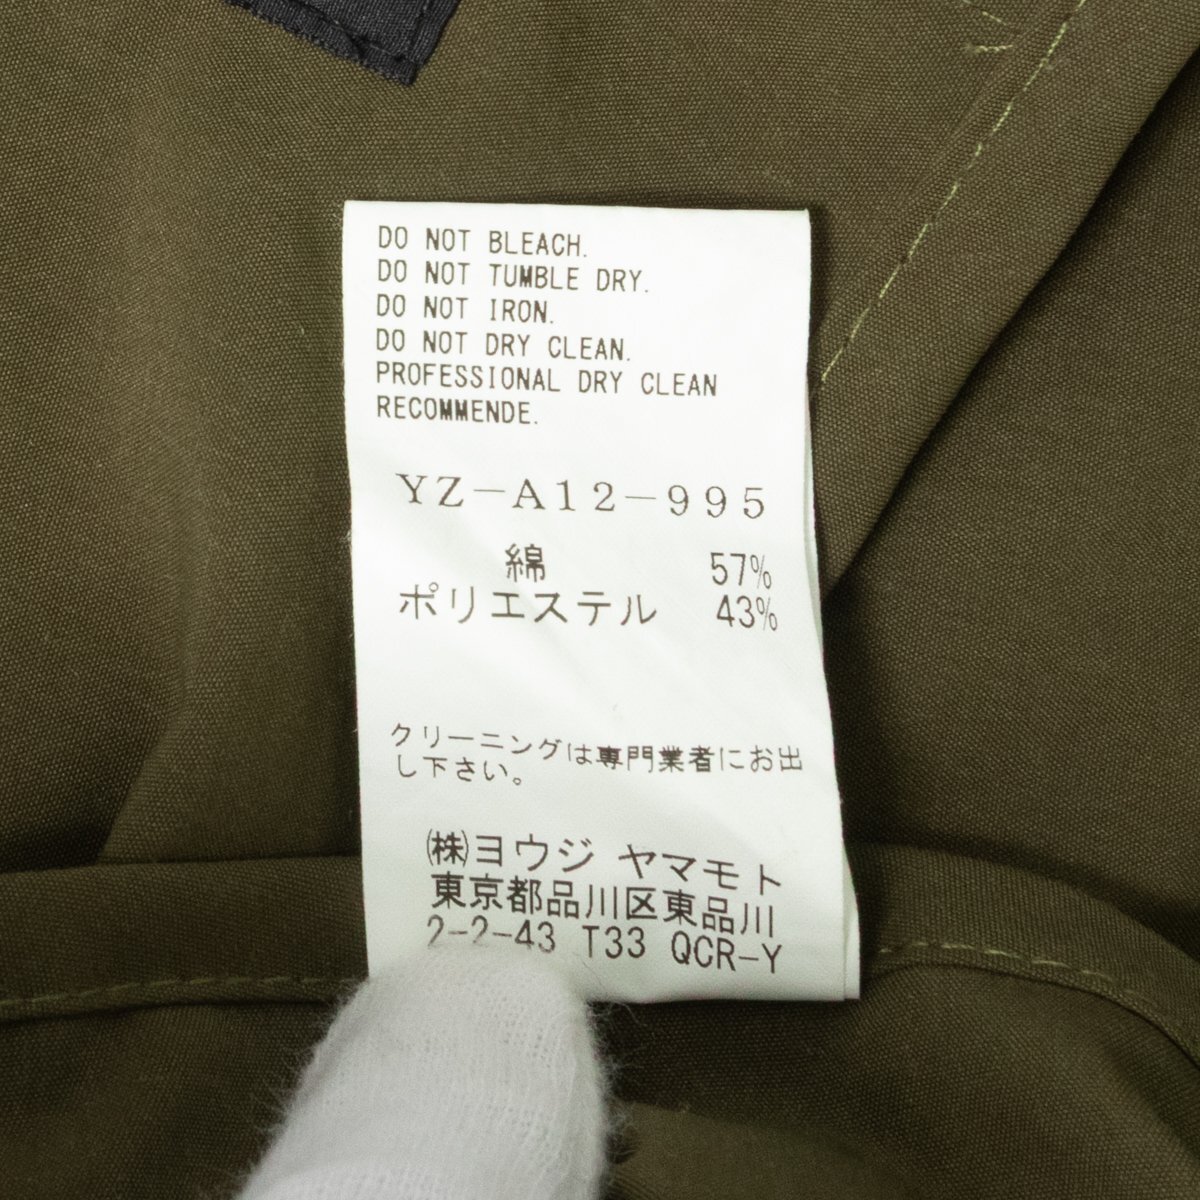 DO NOT BLEACH.
DO NOT TUMBLE DRY.
DO NOT IRON.
DO NOT DRY CLEAN.
PROFESSIONAL DRY CLEAN
RECOMMENDE.
YZ-A12-995
綿 57%
ポリエステル 43%
クリーニングは専門業者にお出
し下さい。
㈱ヨウジ ヤマモト
東京都品川区東品川
2-2-43 T33 QCR-Y